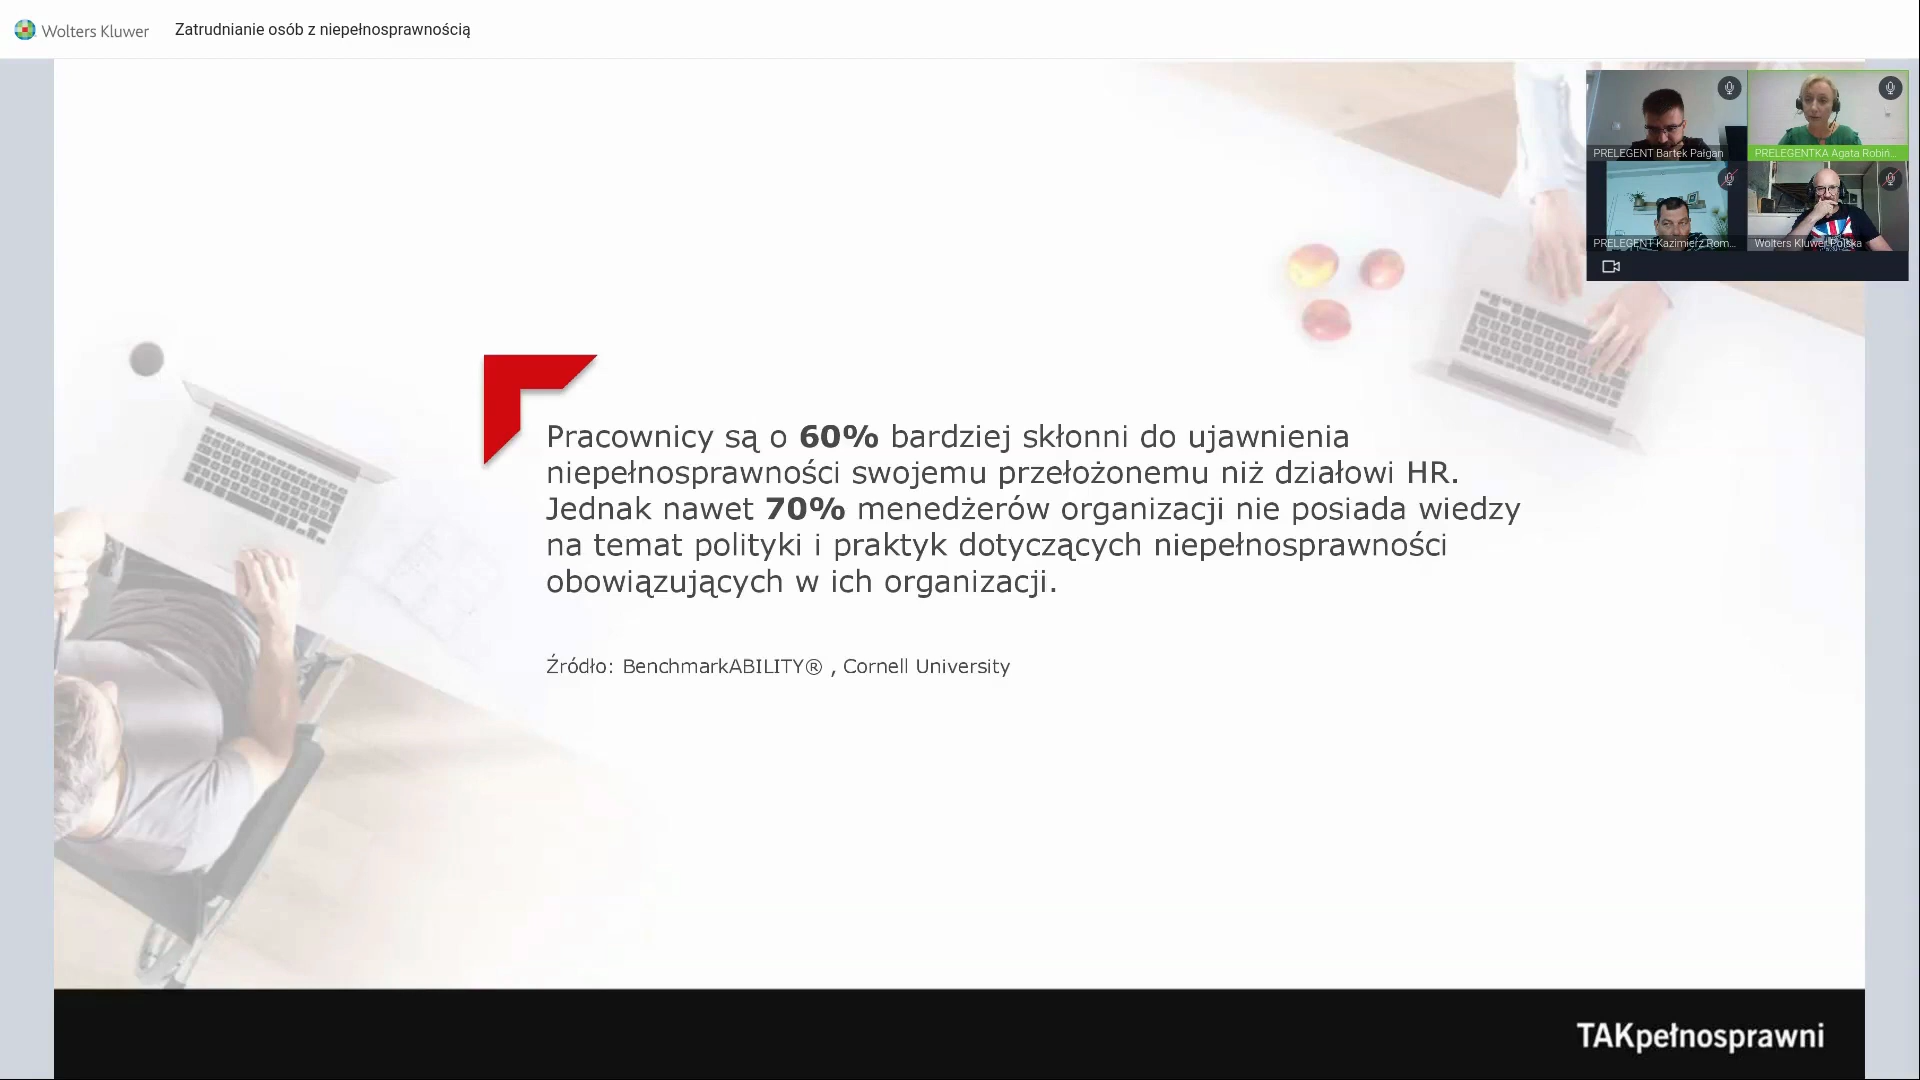 Wolters Kluwer
Zatrudnianie osób z niepełnosprawnością
PRELEGENT Bartek Pałgan
PRELEGENTKA Agata Robiń...
PRELEGENT Kazimierz Rom...
Wolters Kluwer Polska
Pracownicy są o 60% bardziej skłonni do ujawnienia
niepełnosprawności swojemu przełożonemu niż działowi HR.
Jednak nawet 70% menedżerów organizacji nie posiada wiedzy
na temat polityki i praktyk dotyczących niepełnosprawności
obowiązujących w ich organizacji.
Źródło: BenchmarkABILITY® , Cornell University
TAKpełnosprawni